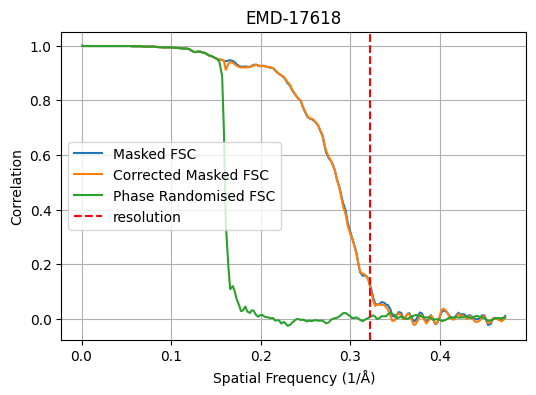 EMD-17618
1.0
0.8
0.6
0.4
0.2
0.0
Correlation
Masked FSC
Corrected Masked FSC
Phase Randomised FSC
resolution
0.0 0.1 0.2 0.3 0.4
Spatial Frequency (1/Å)